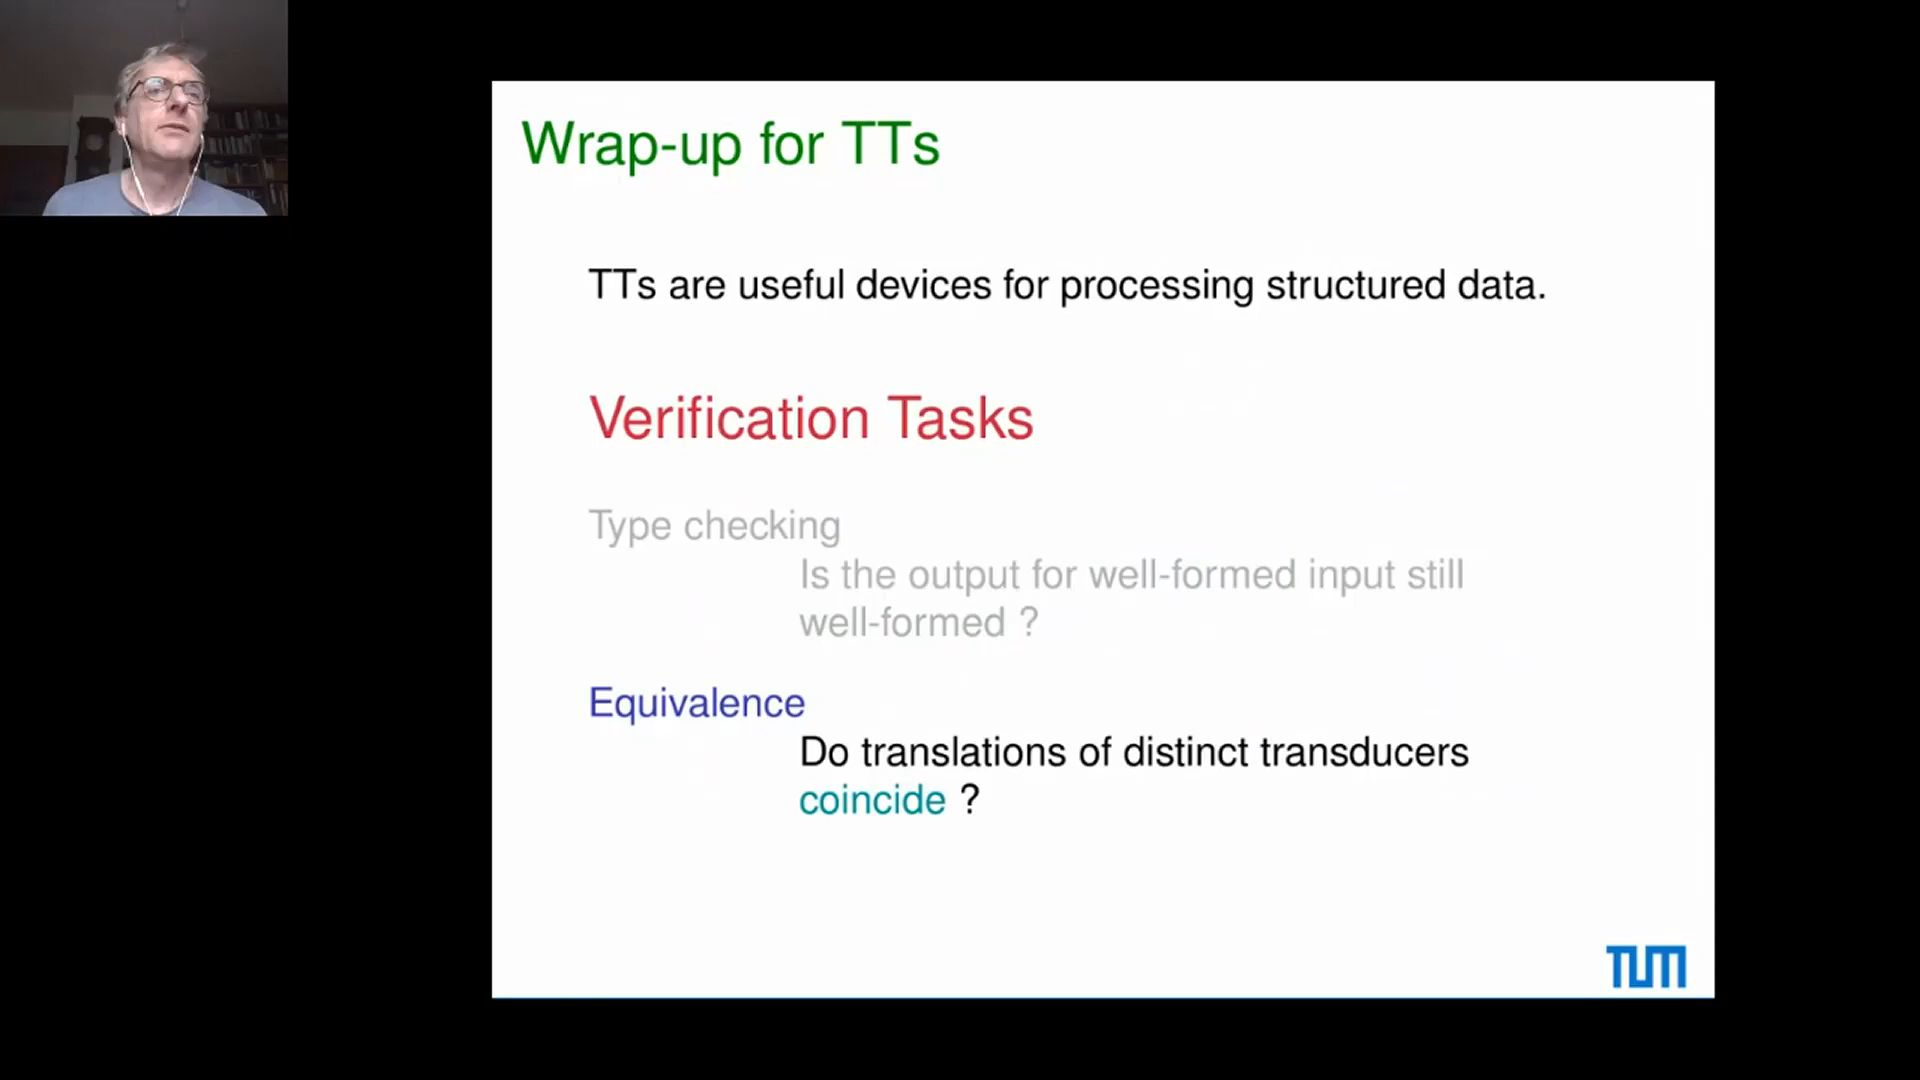 Wrap-up for TTs
TTs are useful devices for processing structured data.
Verification Tasks
Type checking
Is the output for well-formed input still
well-formed ?
Equivalence
Do translations of distinct transducers
coincide ?
TUM